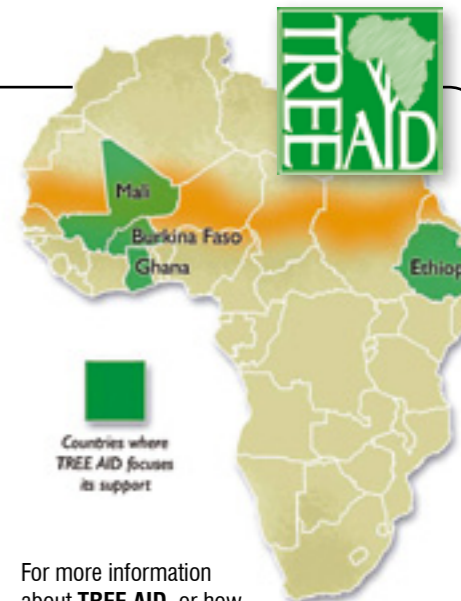 TREE
AID
Mali
Burkina Faso
Ghana
Ethiop
Countries where
TREE AID focuses
its support
For more information
about TREE AID, or how